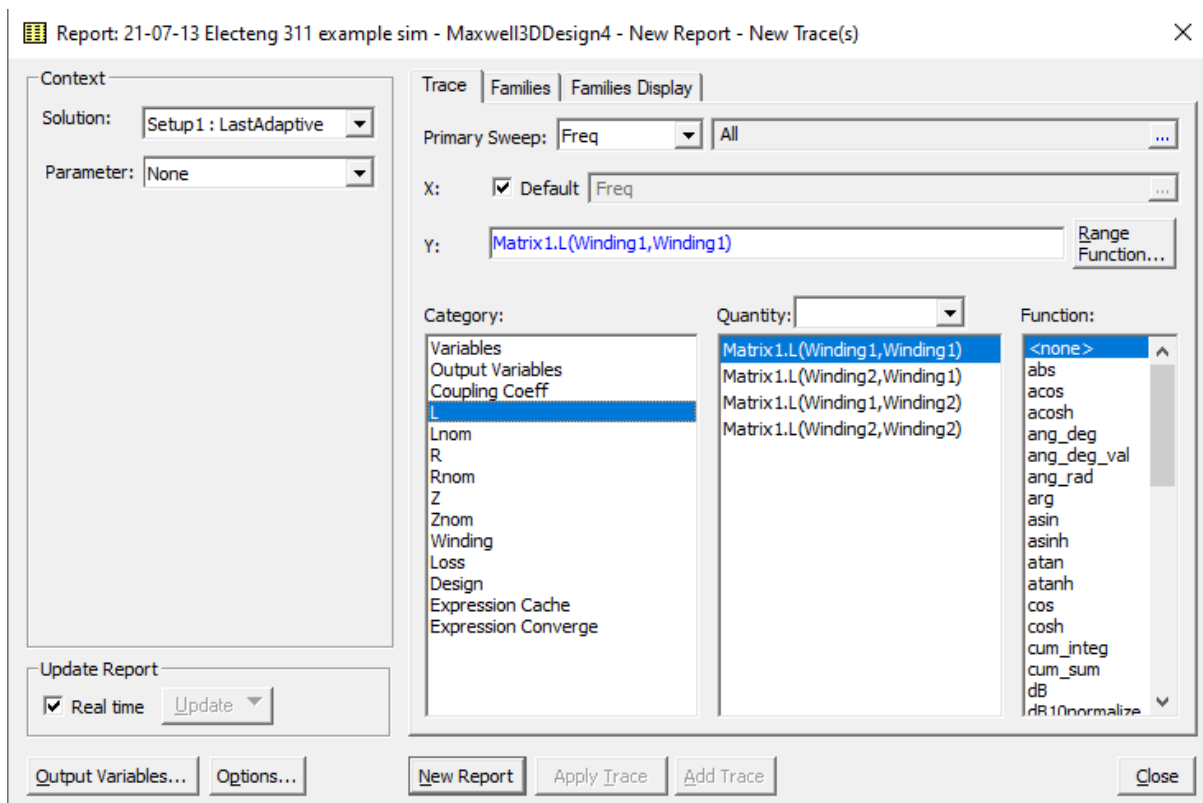 Report: 21-07-13 Electeng 311 example sim - Maxwell3DDesign4 - New Report - New Trace(s)
Context
Solution: Setup1 : LastAdaptive
Parameter: None
Update Report
Real time Update
Output Variables... Options...
Trace Families Families Display
Primary Sweep: Freq All ...
X: Default Freq ...
Y: Matrix1.L(Winding1,Winding1)
Range
Function...
Category:
Variables
Output Variables
Coupling Coeff
L
Lnom
R
Rnom
Z
Znom
Winding
Loss
Design
Expression Cache
Expression Converge
Quantity:
Matrix1.L(Winding1,Winding1)
Matrix1.L(Winding2,Winding1)
Matrix1.L(Winding1,Winding2)
Matrix1.L(Winding2,Winding2)
Function:
<none>
abs
acos
acosh
ang_deg
ang_deg_val
ang_rad
arg
asin
asinh
atan
atanh
cos
cosh
cum_integ
cum_sum
dB
dB10normalize
New Report Apply Trace Add Trace Close